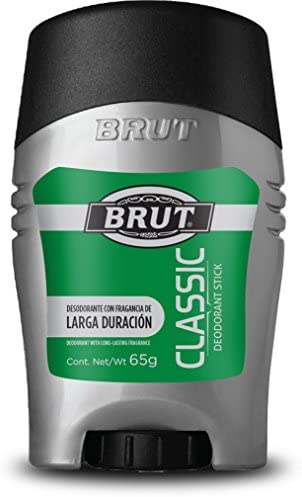 BRUT
BRUT®
CLASSIC
DEODORANT STICK
DESODORANTE CON FRAGANCIA DE
LARGA DURACIÓN
DEODORANT WITH LONG-LASTING FRAGRANCE
Cont. Net/Wt 65g